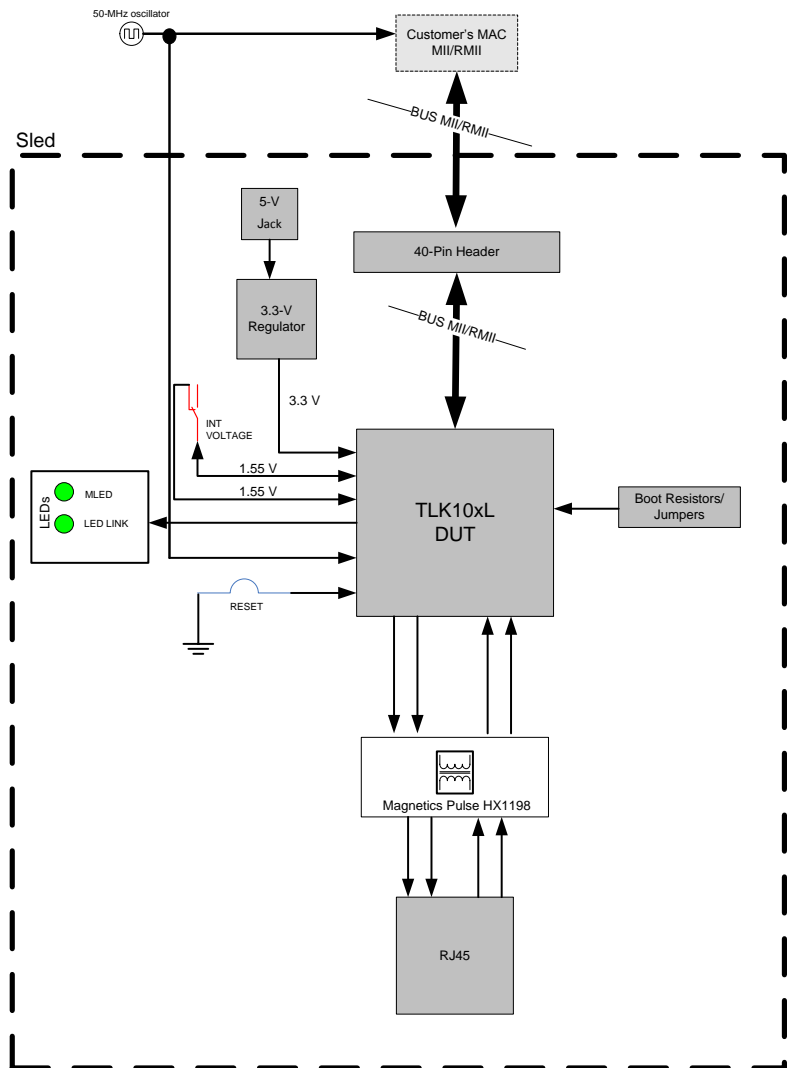 50-MHz oscillator
Customer's MAC
MII/RMII
BUS MII/RMII
Sled
5-V
Jack
40-Pin Header
3.3-V
Regulator
BUS MII/RMII
3.3 V
INT
VOLTAGE
1.55 V
1.55 V
LEDs
MLED
LED LINK
TLK10xL
DUT
Boot Resistors/
Jumpers
RESET
Magnetics Pulse HX1198
RJ45